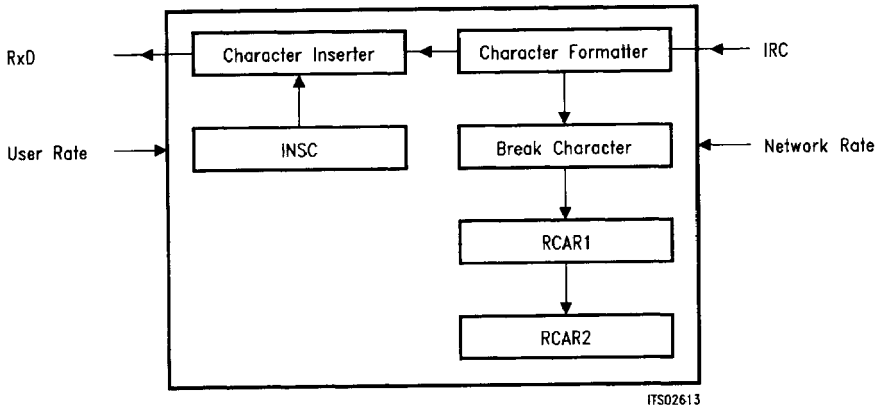 RxD
Character Inserter
Character Formatter
IRC
User Rate
INSC
Break Character
Network Rate
RCAR1
RCAR2
ITS02613